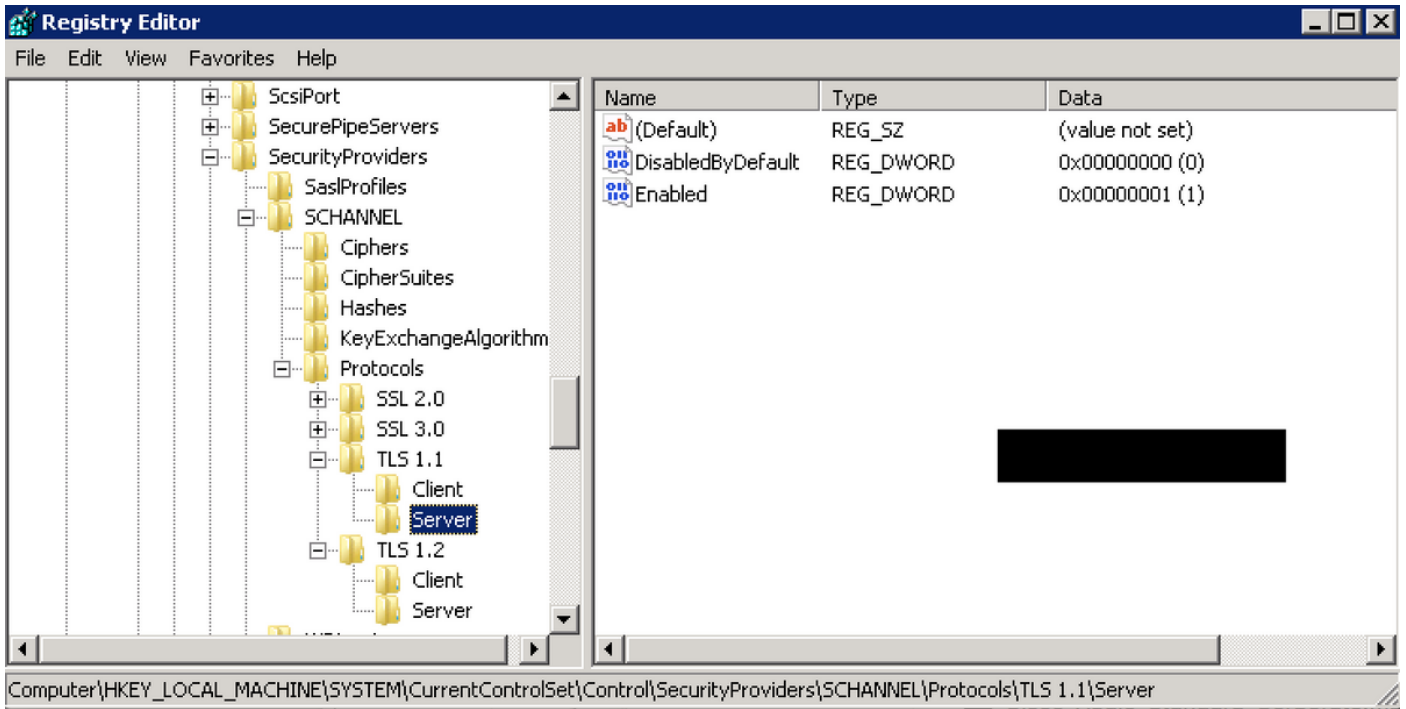 Registry Editor
File Edit View Favorites Help
ScsiPort
SecurePipeServers
SecurityProviders
SaslProfiles
SCHANNEL
Ciphers
CipherSuites
Hashes
KeyExchangeAlgorithm
Protocols
SSL 2.0
SSL 3.0
TLS 1.1
Client
Server
TLS 1.2
Client
Server
Name Type Data
(Default) REG_SZ (value not set)
DisabledByDefault REG_DWORD 0x00000000 (0)
Enabled REG_DWORD 0x00000001 (1)
Computer\HKEY_LOCAL_MACHINE\SYSTEM\CurrentControlSet\Control\SecurityProviders\SCHANNEL\Protocols\TLS 1.1\Server